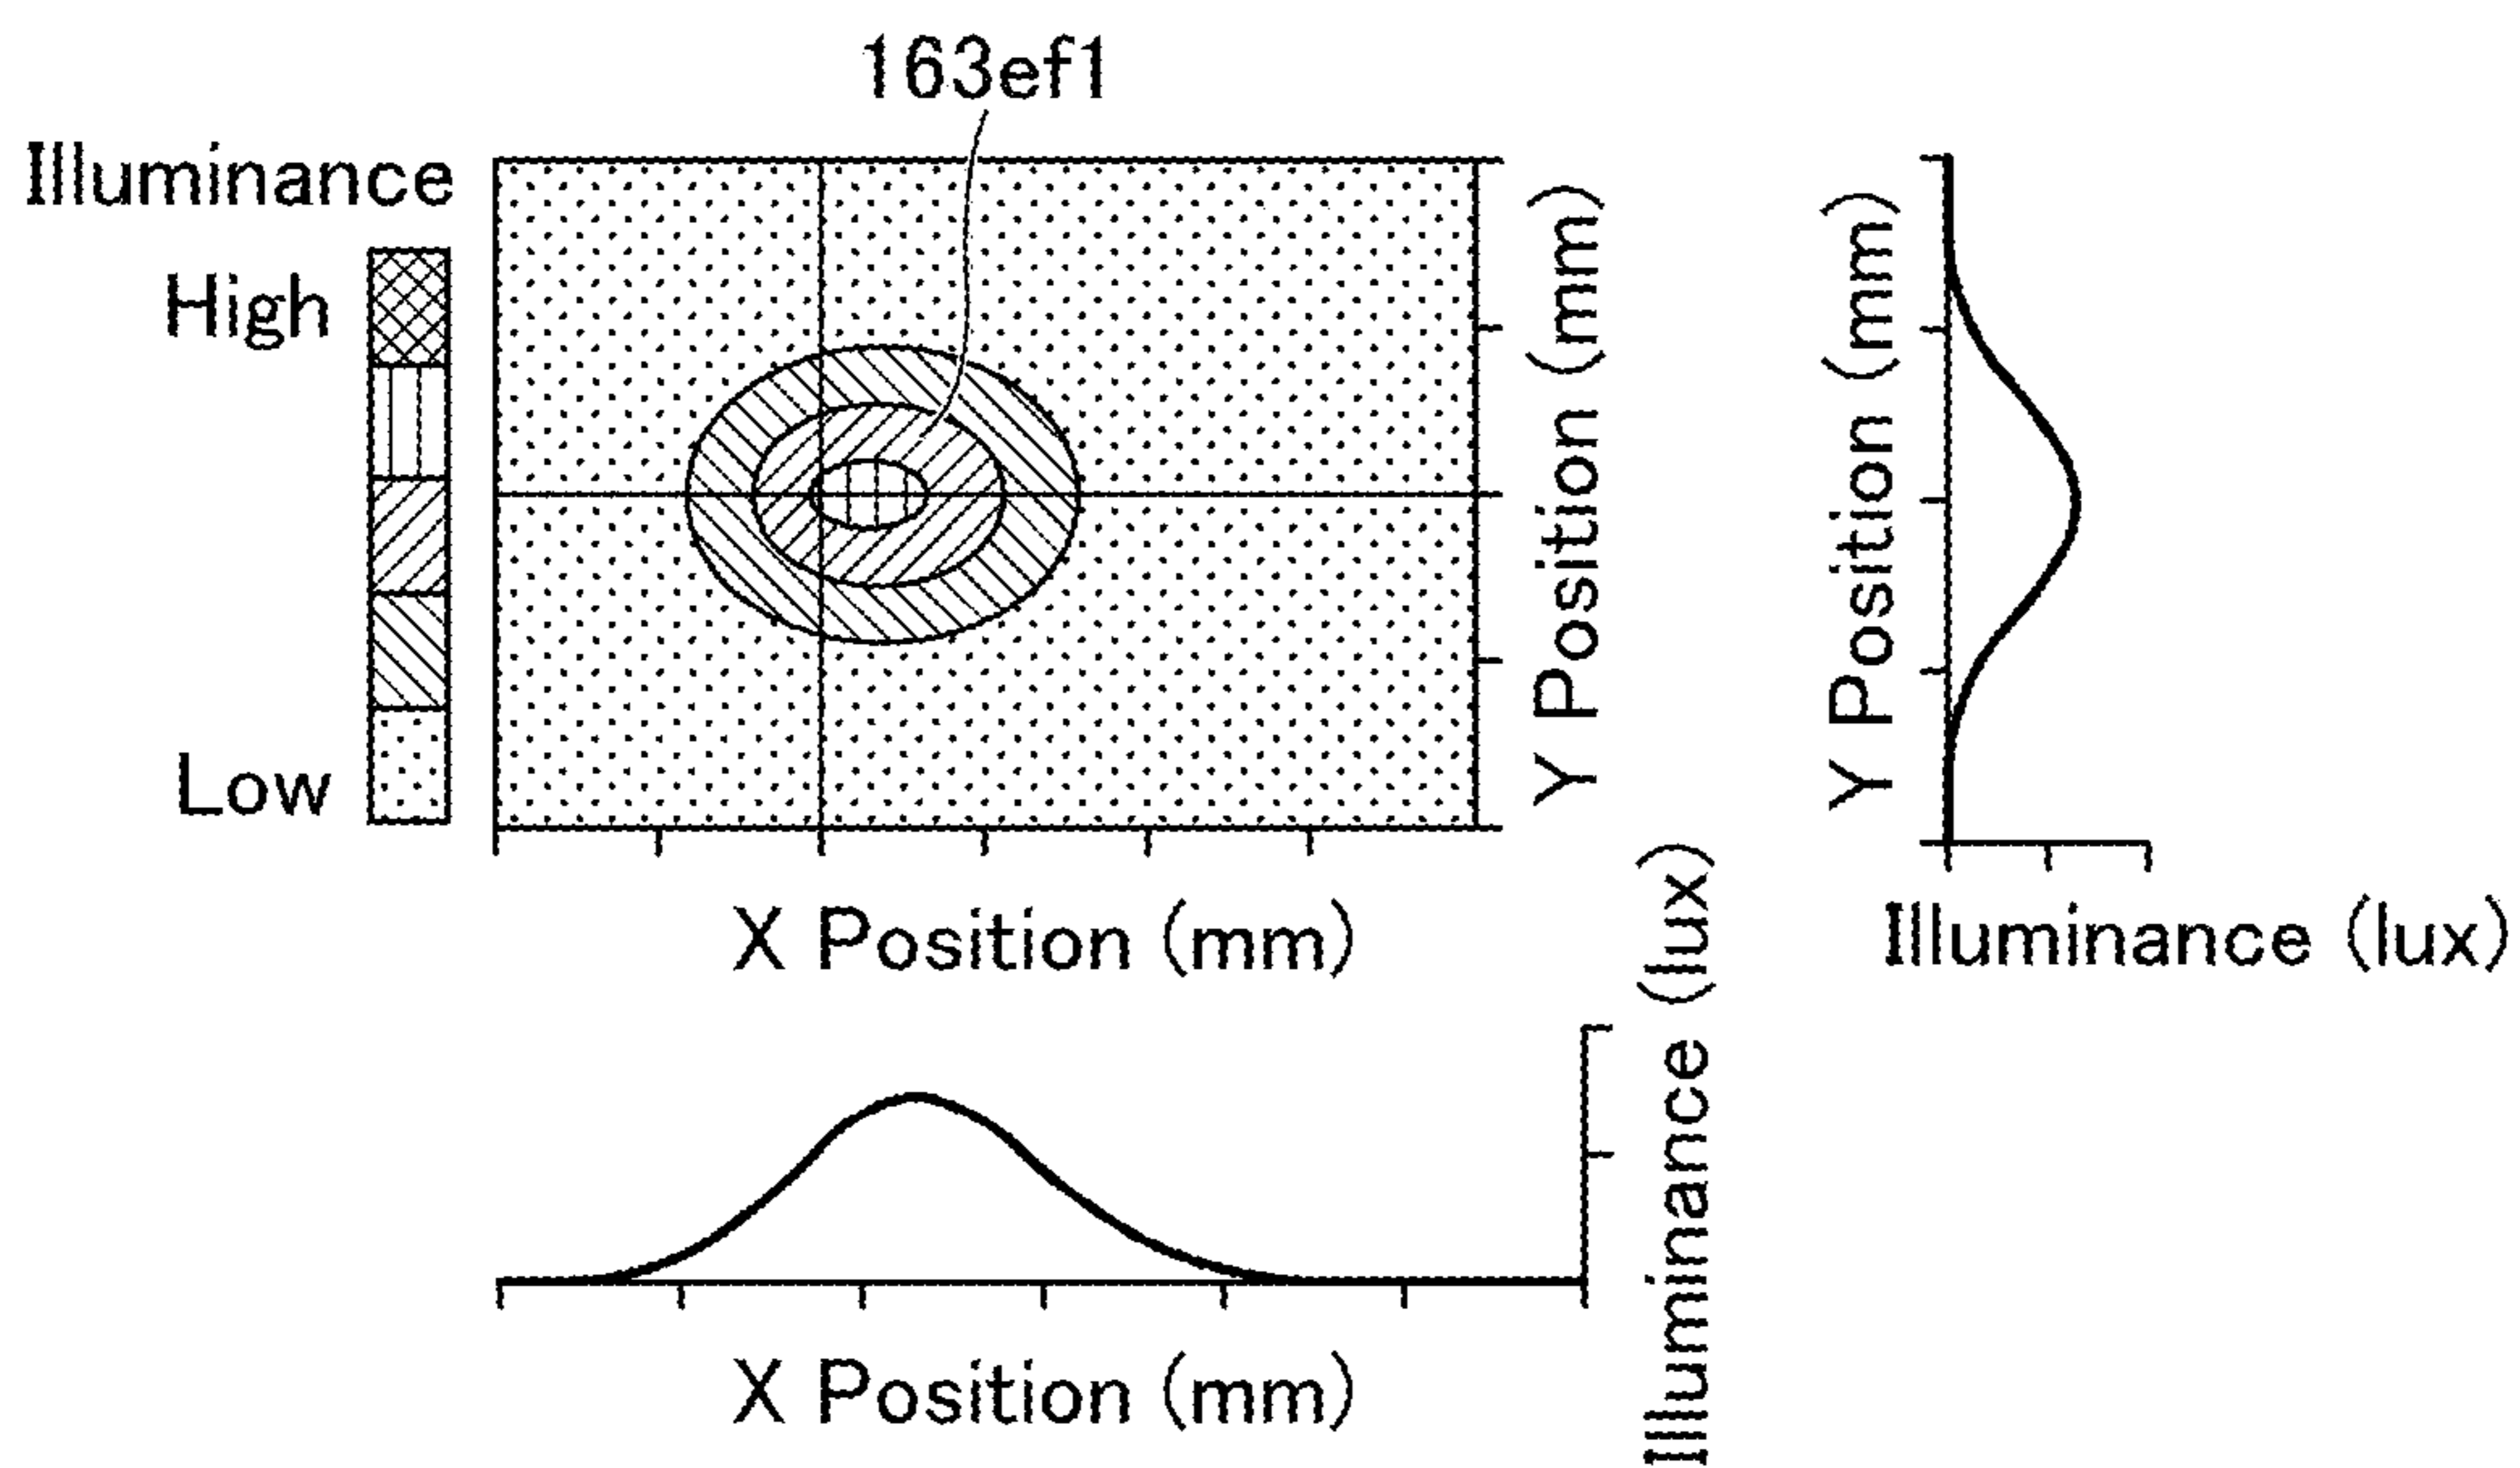 163ef1
Illuminance
High
Low
X Position (mm)
Y Position (mm)
Y Position (mm)
Illuminance (lux)
X Position (mm)
Illuminance (lux)